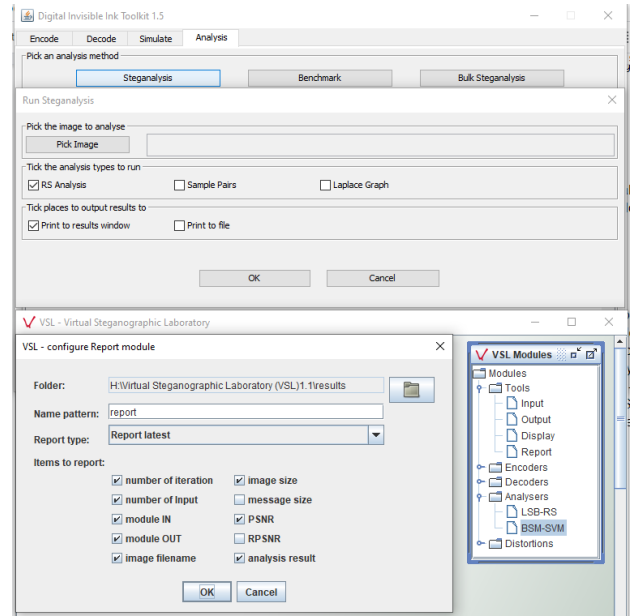 Digital Invisible Ink Toolkit 1.5
Encode Decode Simulate Analysis
Pick an analysis method
Steganalysis Benchmark Bulk Steganalysis
Run Steganalysis
Pick the image to analyse
Pick Image
Tick the analysis types to run
RS Analysis Sample Pairs Laplace Graph
Tick places to output results to
Print to results window Print to file
OK Cancel
VSL - Virtual Steganographic Laboratory
VSL - configure Report module
Folder: H:\Virtual Steganographic Laboratory (VSL)1.1\results
Name pattern: report
Report type: Report latest
Items to report:
number of iteration image size
number of Input message size
module IN PSNR
module OUT RPSNR
image filename analysis result
OK Cancel
VSL Modules
Modules
Tools
Input
Output
Display
Report
Encoders
Decoders
Analysers
LSB-RS
BSM-SVM
Distortions